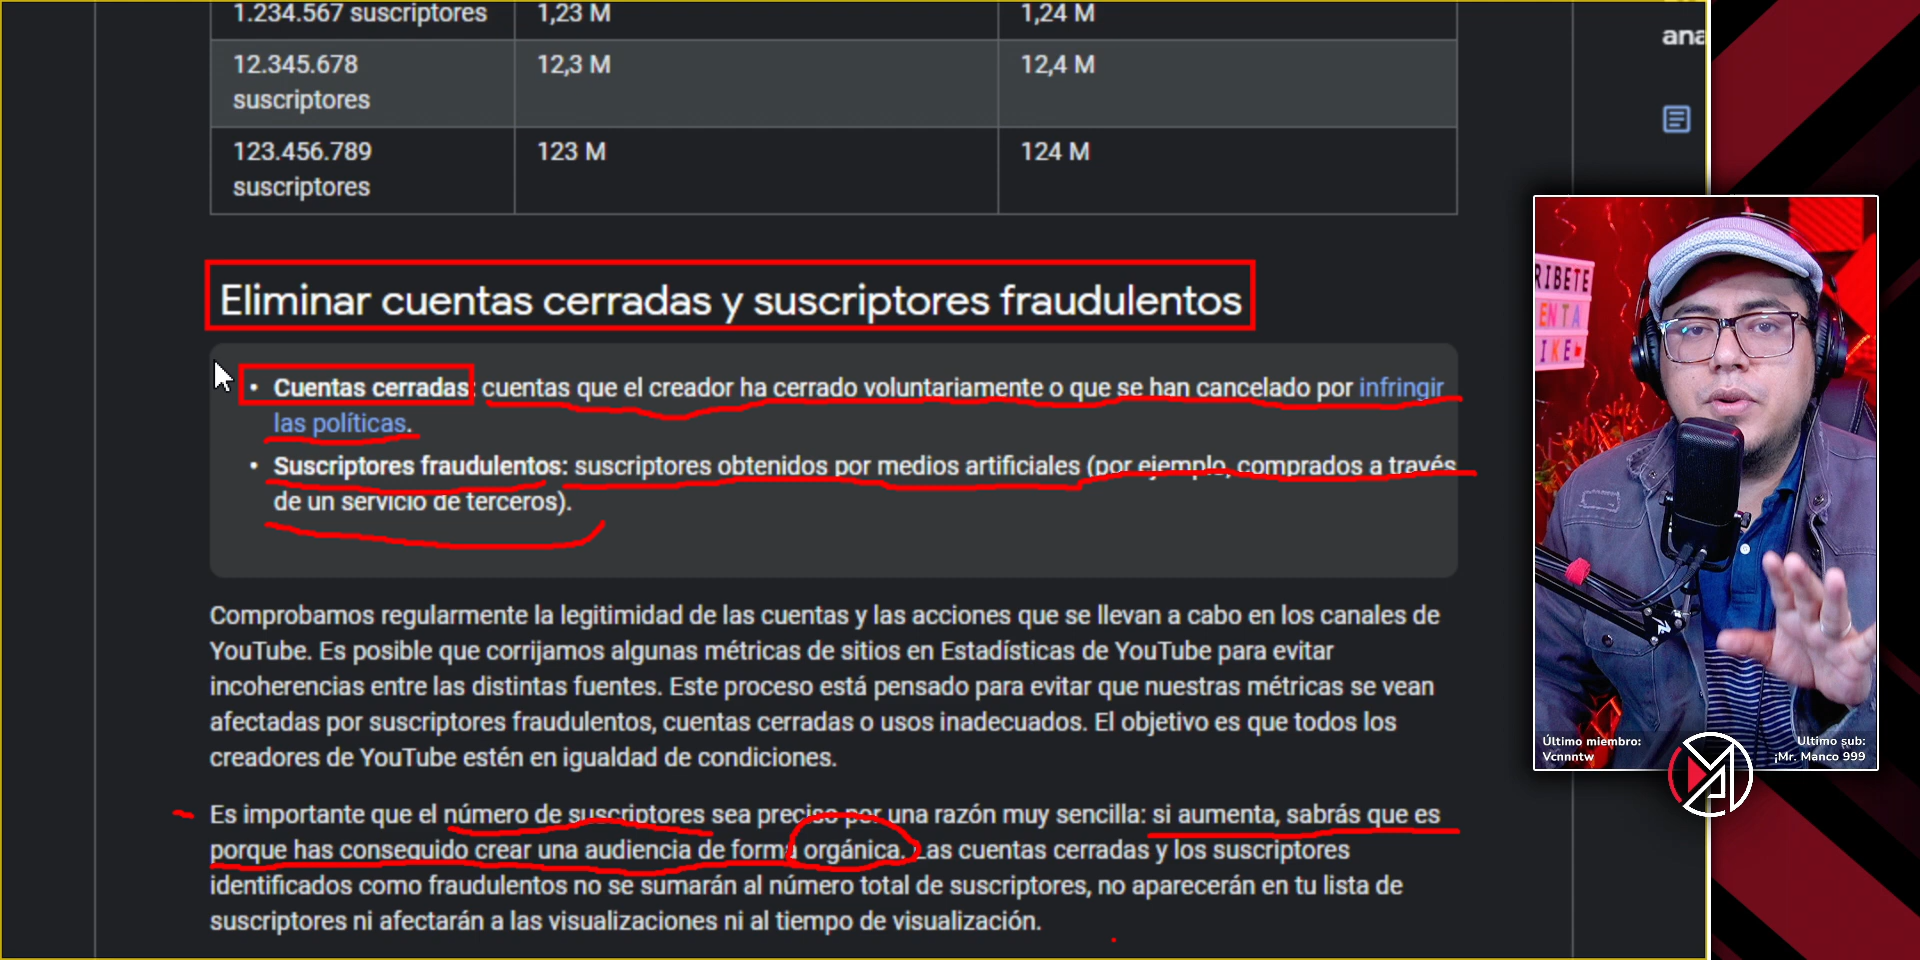 1.234.567 suscriptores 1,23 M 1,24 M
12.345.678 12,3 M 12,4 M
suscriptores
123.456.789 123 M 124 M
suscriptores
Eliminar cuentas cerradas y suscriptores fraudulentos
• Cuentas cerradas: cuentas que el creador ha cerrado voluntariamente o que se han cancelado por infringir
las políticas.
• Suscriptores fraudulentos: suscriptores obtenidos por medios artificiales (por ejemplo, comprados a través
de un servicio de terceros).
Comprobamos regularmente la legitimidad de las cuentas y las acciones que se llevan a cabo en los canales de
YouTube. Es posible que corrijamos algunas métricas de sitios en Estadísticas de YouTube para evitar
incoherencias entre las distintas fuentes. Este proceso está pensado para evitar que nuestras métricas se vean
afectadas por suscriptores fraudulentos, cuentas cerradas o usos inadecuados. El objetivo es que todos los
creadores de YouTube estén en igualdad de condiciones.
Es importante que el número de suscriptores sea preciso por una razón muy sencilla: si aumenta, sabrás que es
porque has conseguido crear una audiencia de forma orgánica. Las cuentas cerradas y los suscriptores
identificados como fraudulentos no se sumarán al número total de suscriptores, no aparecerán en tu lista de
suscriptores ni afectarán a las visualizaciones ni al tiempo de visualización.
ana
RIBETE
ENTA
IKE
Último miembro:
Vcnnntw
Ultimo sub:
¡Mr. Manco 999